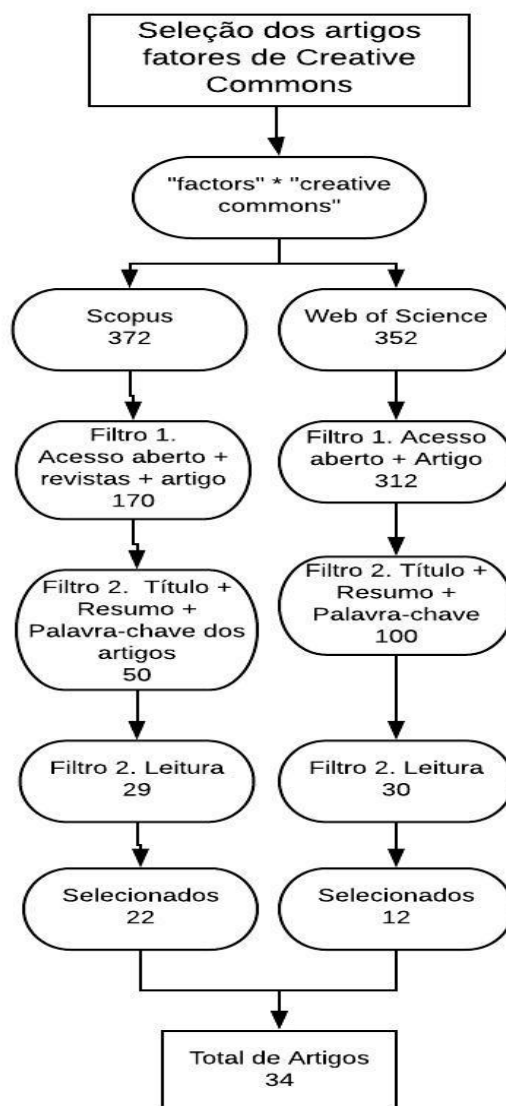 Seleção dos artigos
fatores de Creative
Commons
"factors" * "creative
commons"
Scopus
372
Web of Science
352
Filtro 1.
Acesso aberto +
revistas + artigo
170
Filtro 1. Acesso
aberto + Artigo
312
Filtro 2. Título +
Resumo +
Palavra-chave dos
artigos
50
Filtro 2. Título +
Resumo +
Palavra-chave
100
Filtro 2. Leitura
29
Filtro 2. Leitura
30
Selecionados
22
Selecionados
12
Total de Artigos
34